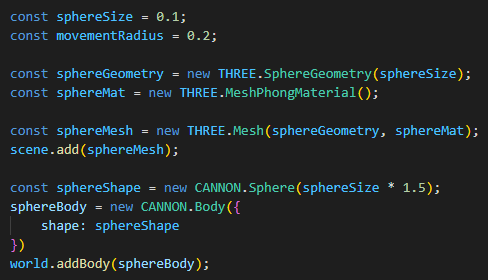 const sphereSize = 0.1;
const movementRadius = 0.2;
const sphereGeometry = new THREE.SphereGeometry(sphereSize);
const sphereMat = new THREE.MeshPhongMaterial();
const sphereMesh = new THREE.Mesh(sphereGeometry, sphereMat);
scene.add(sphereMesh);
const sphereShape = new CANNON.Sphere(sphereSize * 1.5);
sphereBody = new CANNON.Body({
    shape: sphereShape
})
world.addBody(sphereBody);